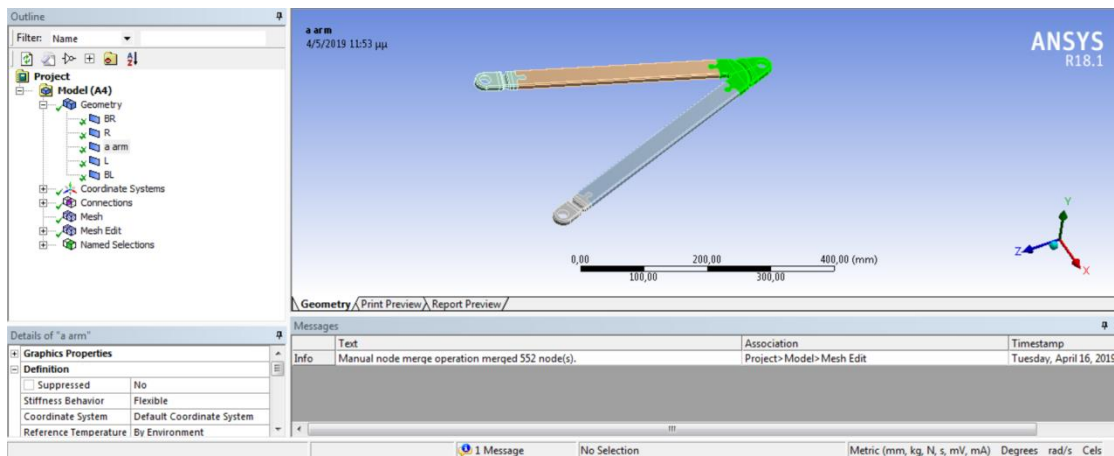 Outline
Filter: Name
Project
Model (A4)
Geometry
BR
R
a arm
L
BL
Coordinate Systems
Connections
Mesh
Mesh Edit
Named Selections
a arm
4/5/2019 11:53 μμ
ANSYS
R18.1
0,00 200,00 400,00 (mm)
100,00 300,00
Y
Z
X
Geometry Print Preview Report Preview
Details of "a arm"
Graphics Properties
Definition
Suppressed No
Stiffness Behavior Flexible
Coordinate System Default Coordinate System
Reference Temperature By Environment
Messages
Text Association Timestamp
Info Manual node merge operation merged 552 node(s). Project>Model>Mesh Edit Tuesday, April 16, 2019
1 Message No Selection Metric (mm, kg, N, s, mV, mA) Degrees rad/s Cels